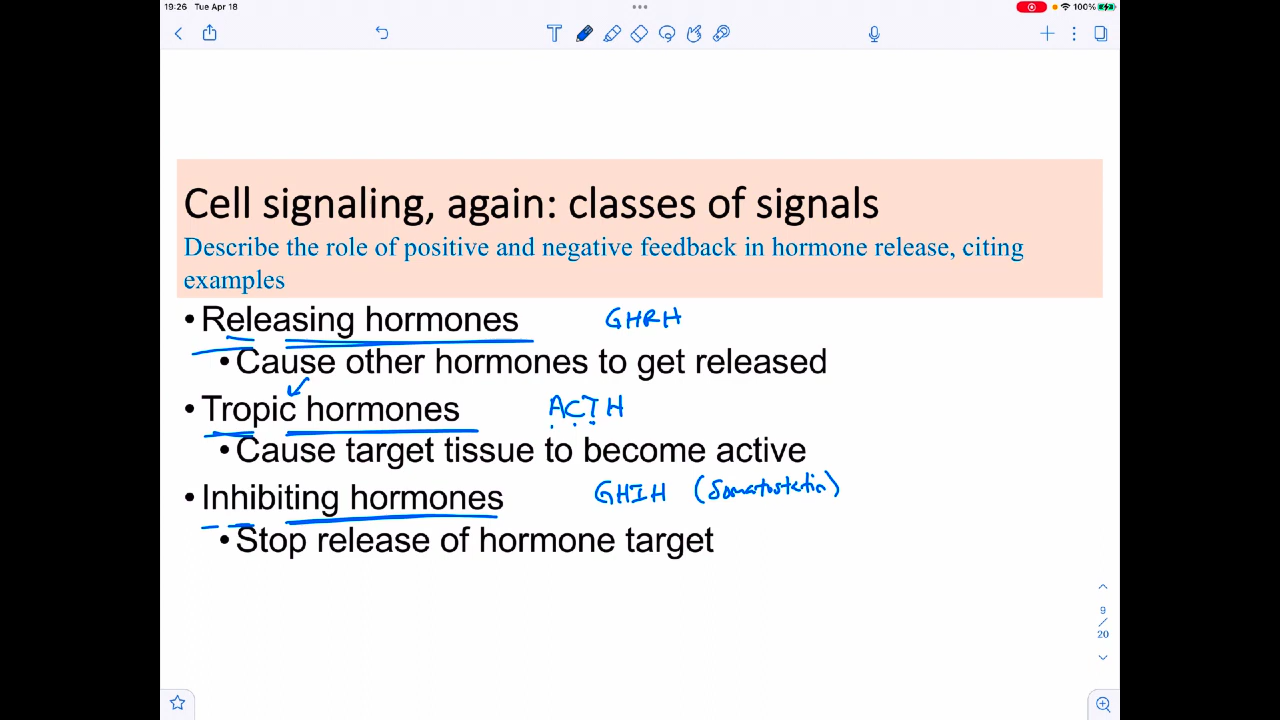 19:26 Tue Apr 18
100%
T
Cell signaling, again: classes of signals
Describe the role of positive and negative feedback in hormone release, citing
examples
• Releasing hormones GHRH
• Cause other hormones to get released
• Tropic hormones ACTH
• Cause target tissue to become active
• Inhibiting hormones GHIH (Somatostatin)
• Stop release of hormone target
9
/
20